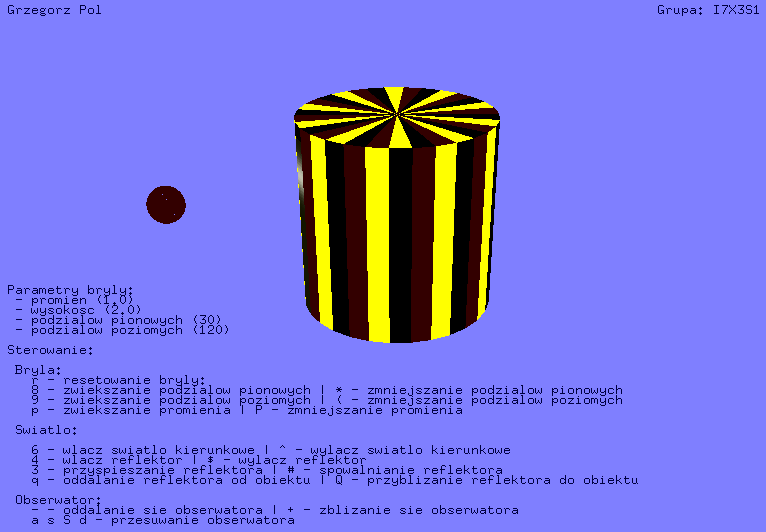 Grzegorz Pol
Grupa: I7X3S1
Parametry bryly:
- promien (1.0)
- wysokosc (2.0)
- podzialow pionowych (30)
- podzialow poziomych (120)
Sterowanie:
Bryla:
r - resetowanie bryly:
8 - zwiekszanie podzialow pionowych | * - zmniejszanie podzialow pionowych
9 - zwiekszanie podzialow poziomych | ( - zmniejszanie podzialow poziomych
p - zwiekszanie promienia | P - zmniejszanie promienia
Swiatlo:
6 - wlacz swiatlo kierunkowe | ^ - wylacz swiatlo kierunkowe
4 - wlacz reflektor | $ - wylacz reflektor
3 - przyspieszanie reflektora | # - spowalnianie reflektora
q - oddalanie reflektora od obiektu | Q - przyblizanie reflektora do obiektu
Obserwator:
- - oddalanie sie obserwatora | + - zblizanie sie obserwatora
a s S d - przesuwanie obserwatora